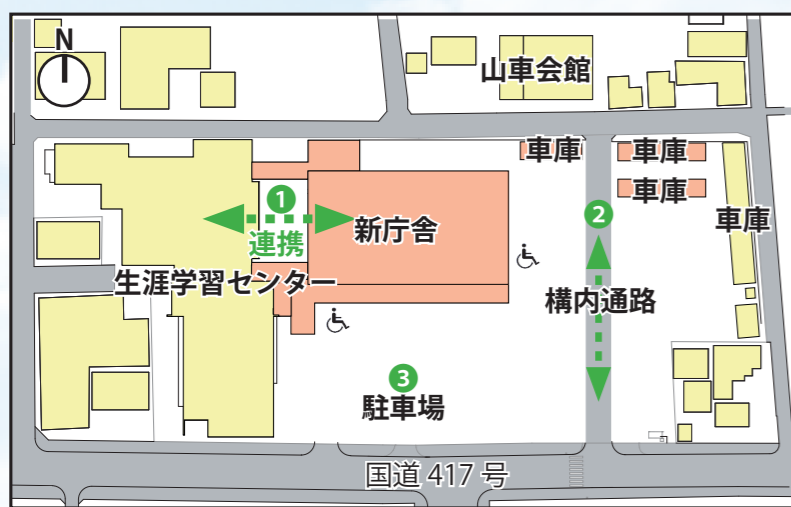 N
山車会館
車庫
車庫
車庫
車庫
1
連携
新庁舎
2
生涯学習センター
構内通路
3
駐車場
国道 417 号